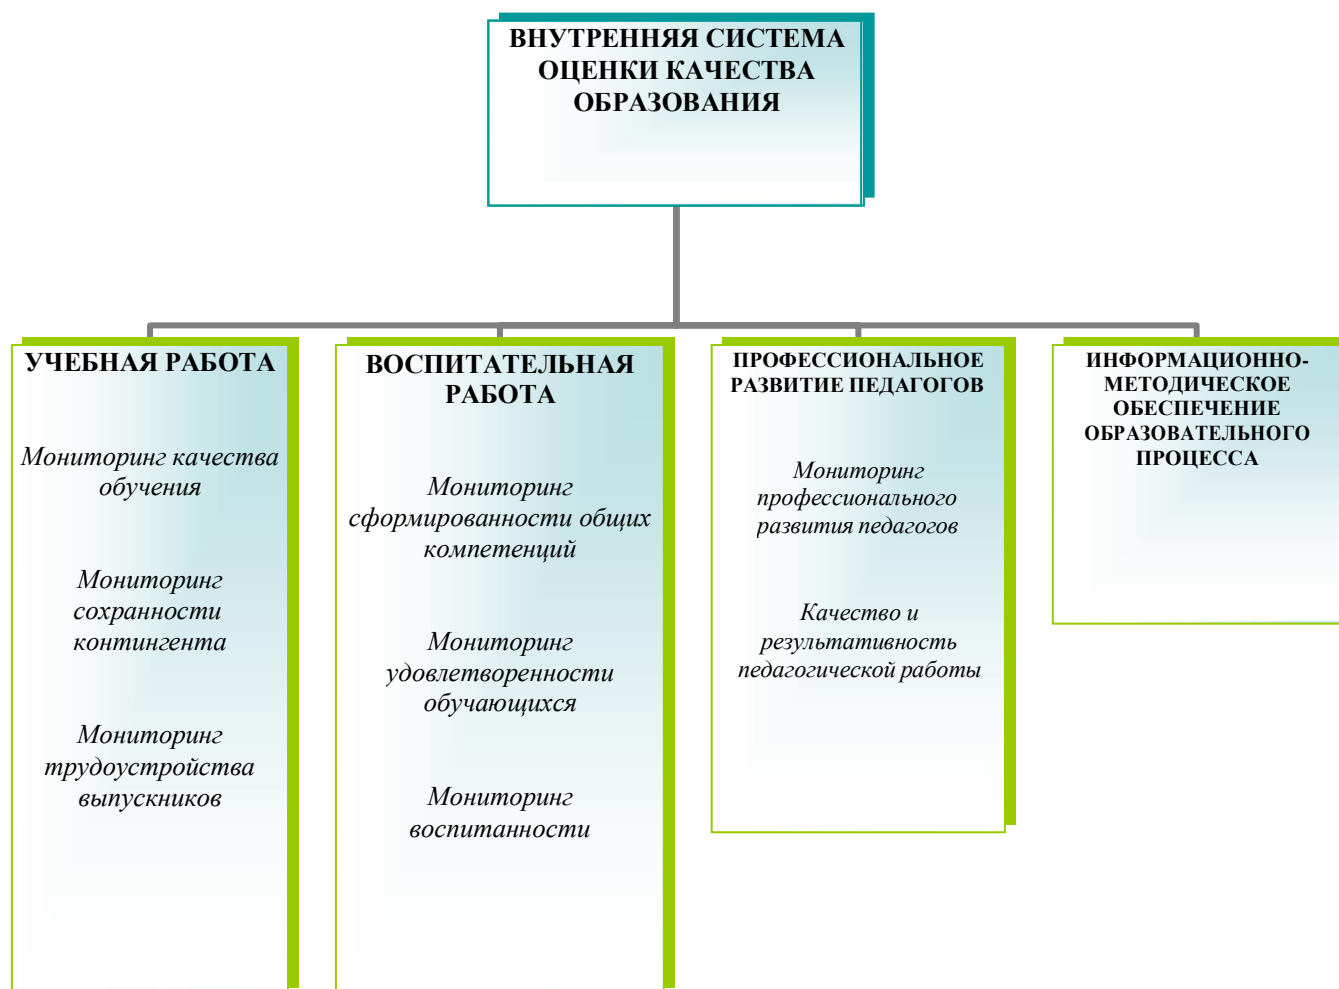 ВНУТРЕННЯЯ СИСТЕМА
ОЦЕНКИ КАЧЕСТВА
ОБРАЗОВАНИЯ
УЧЕБНАЯ РАБОТА
Мониторинг качества
обучения
Мониторинг
сохранности
контингента
Мониторинг
трудоустройства
выпускников
ВОСПИТАТЕЛЬНАЯ
РАБОТА
Мониторинг
сформированности общих
компетенций
Мониторинг
удовлетворенности
обучающихся
Мониторинг
воспитанности
ПРОФЕССИОНАЛЬНОЕ
РАЗВИТИЕ ПЕДАГОГОВ
Мониторинг
профессионального
развития педагогов
Качество и
результативность
педагогической работы
ИНФОРМАЦИОННО-
МЕТОДИЧЕСКОЕ
ОБЕСПЕЧЕНИЕ
ОБРАЗОВАТЕЛЬНОГО
ПРОЦЕССА